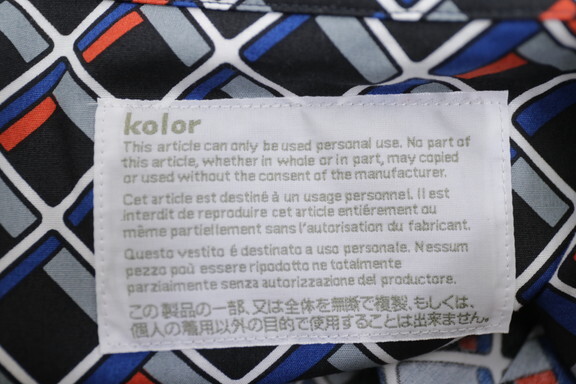 kolor
This article can only be used personal use. No part of
this article, whether in whole or in part, may copied
or used without the consent of the manufacturer.
Cet article est destiné à un usage personnel. Il est
interdit de reproduire cet article entiérement ou
même partiellement sans l'autorisation du fabricant.
Questo vestito é destinato a uso personale. Nessum
pezzo paù essere ripodotto ne totalmente
parzialmente senza autorizzazione del productore.
この製品の一部、又は全体を無断で複製、もしくは、
個人の着用以外の目的で使用することは出来ません。